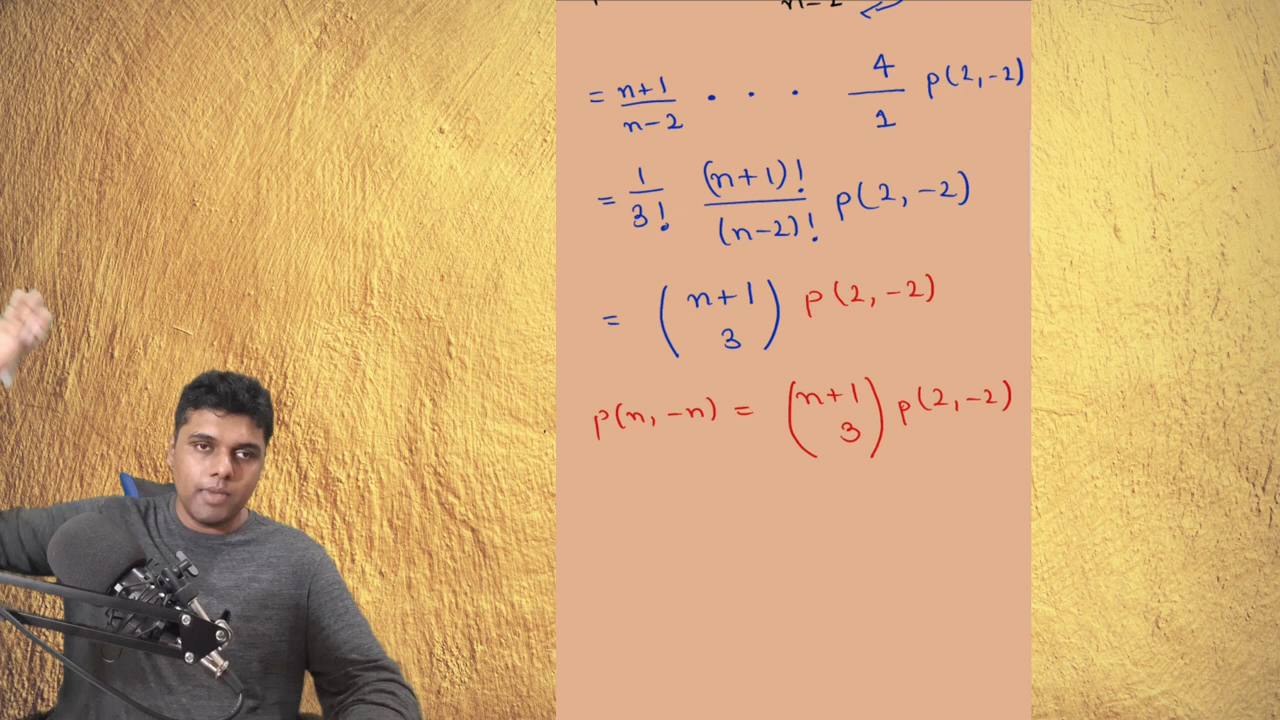 n-2
= n+1/n-2 · · · 4/1 p(2,-2)
= 1/3! (n+1)!/(n-2)! p(2,-2)
= (n+1 3) p(2,-2)
p(n,-n) = (n+1 3) p(2,-2)